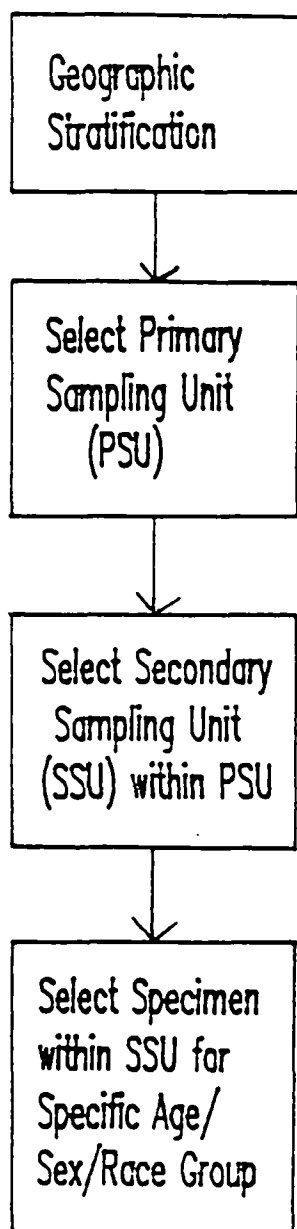 Geographic
Stratification
Select Primary
Sampling Unit
(PSU)
Select Secondary
Sampling Unit
(SSU) within PSU
Select Specimen
within SSU for
Specific Age/
Sex/Race Group